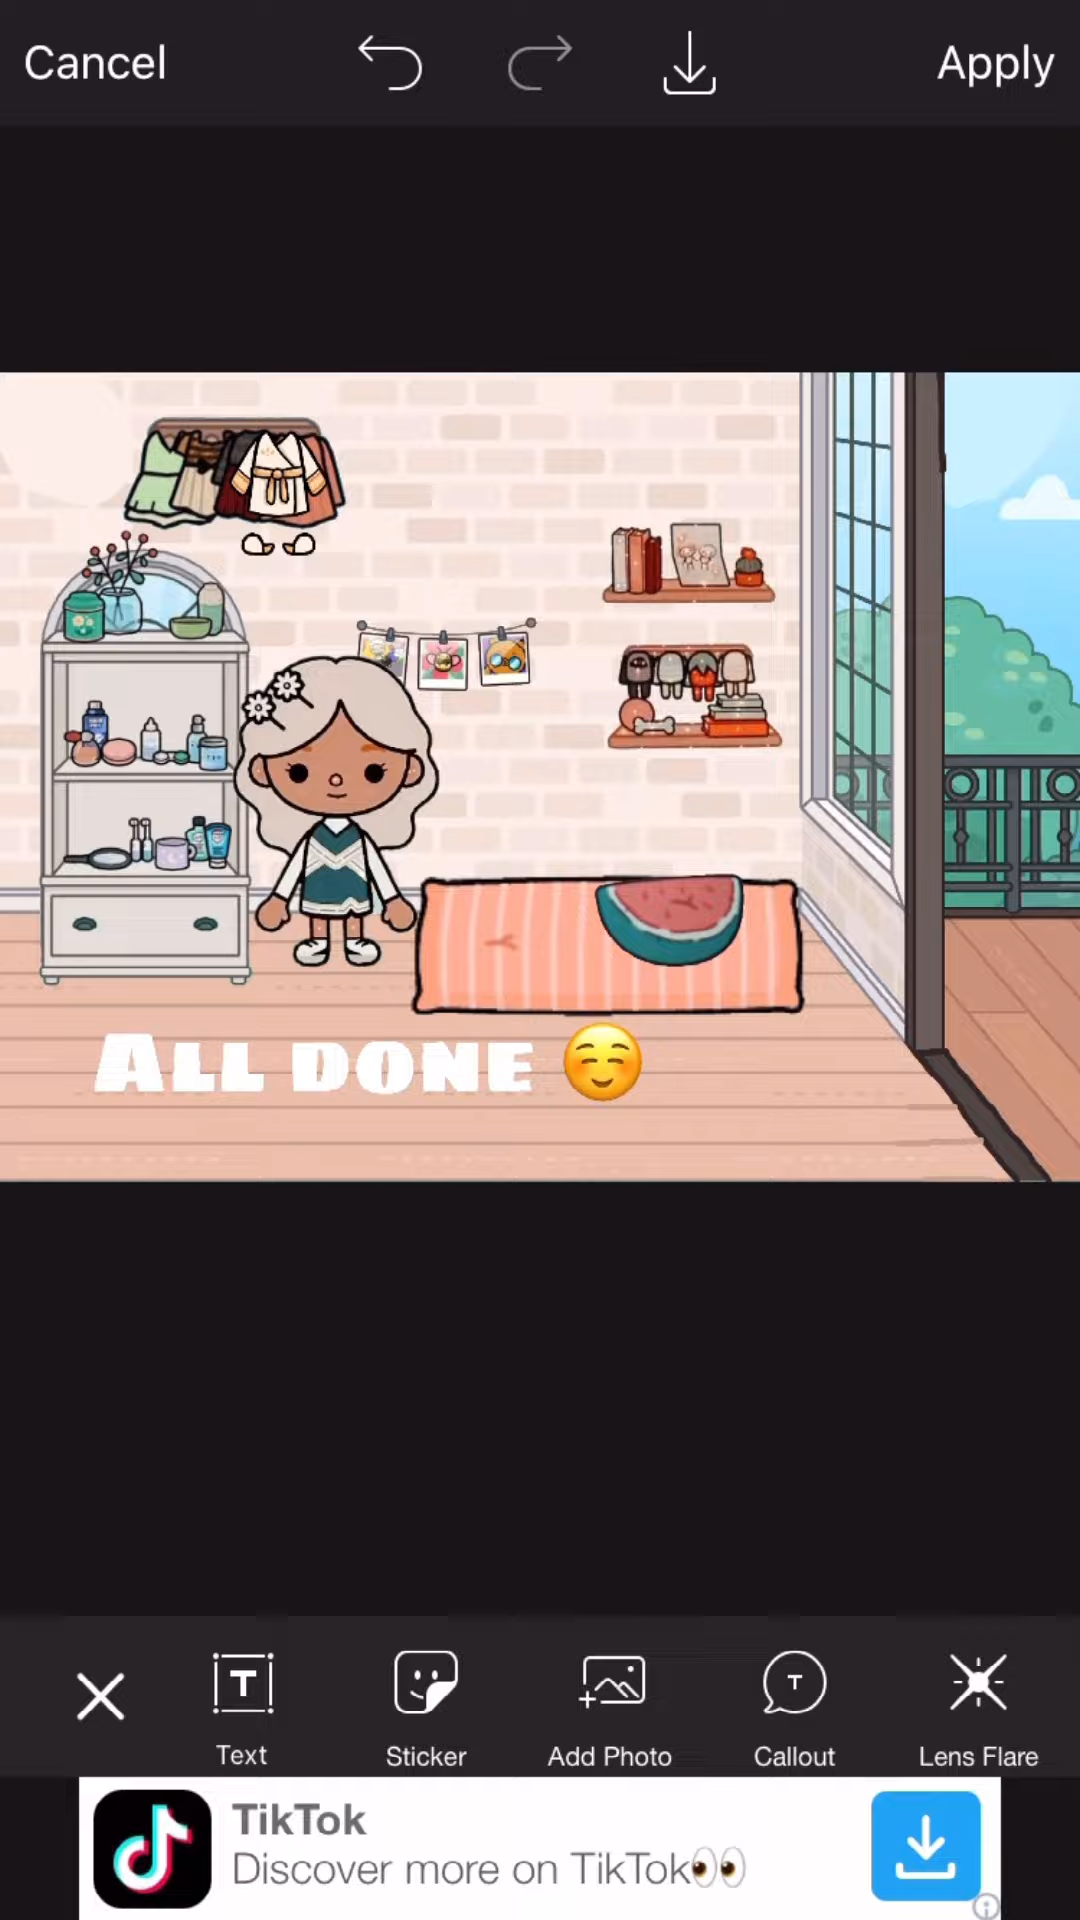 Cancel
Apply
ALL DONE ☺️
T
T
Text
Sticker
Add Photo
Callout
Lens Flare
TikTok
Discover more on TikTok👀